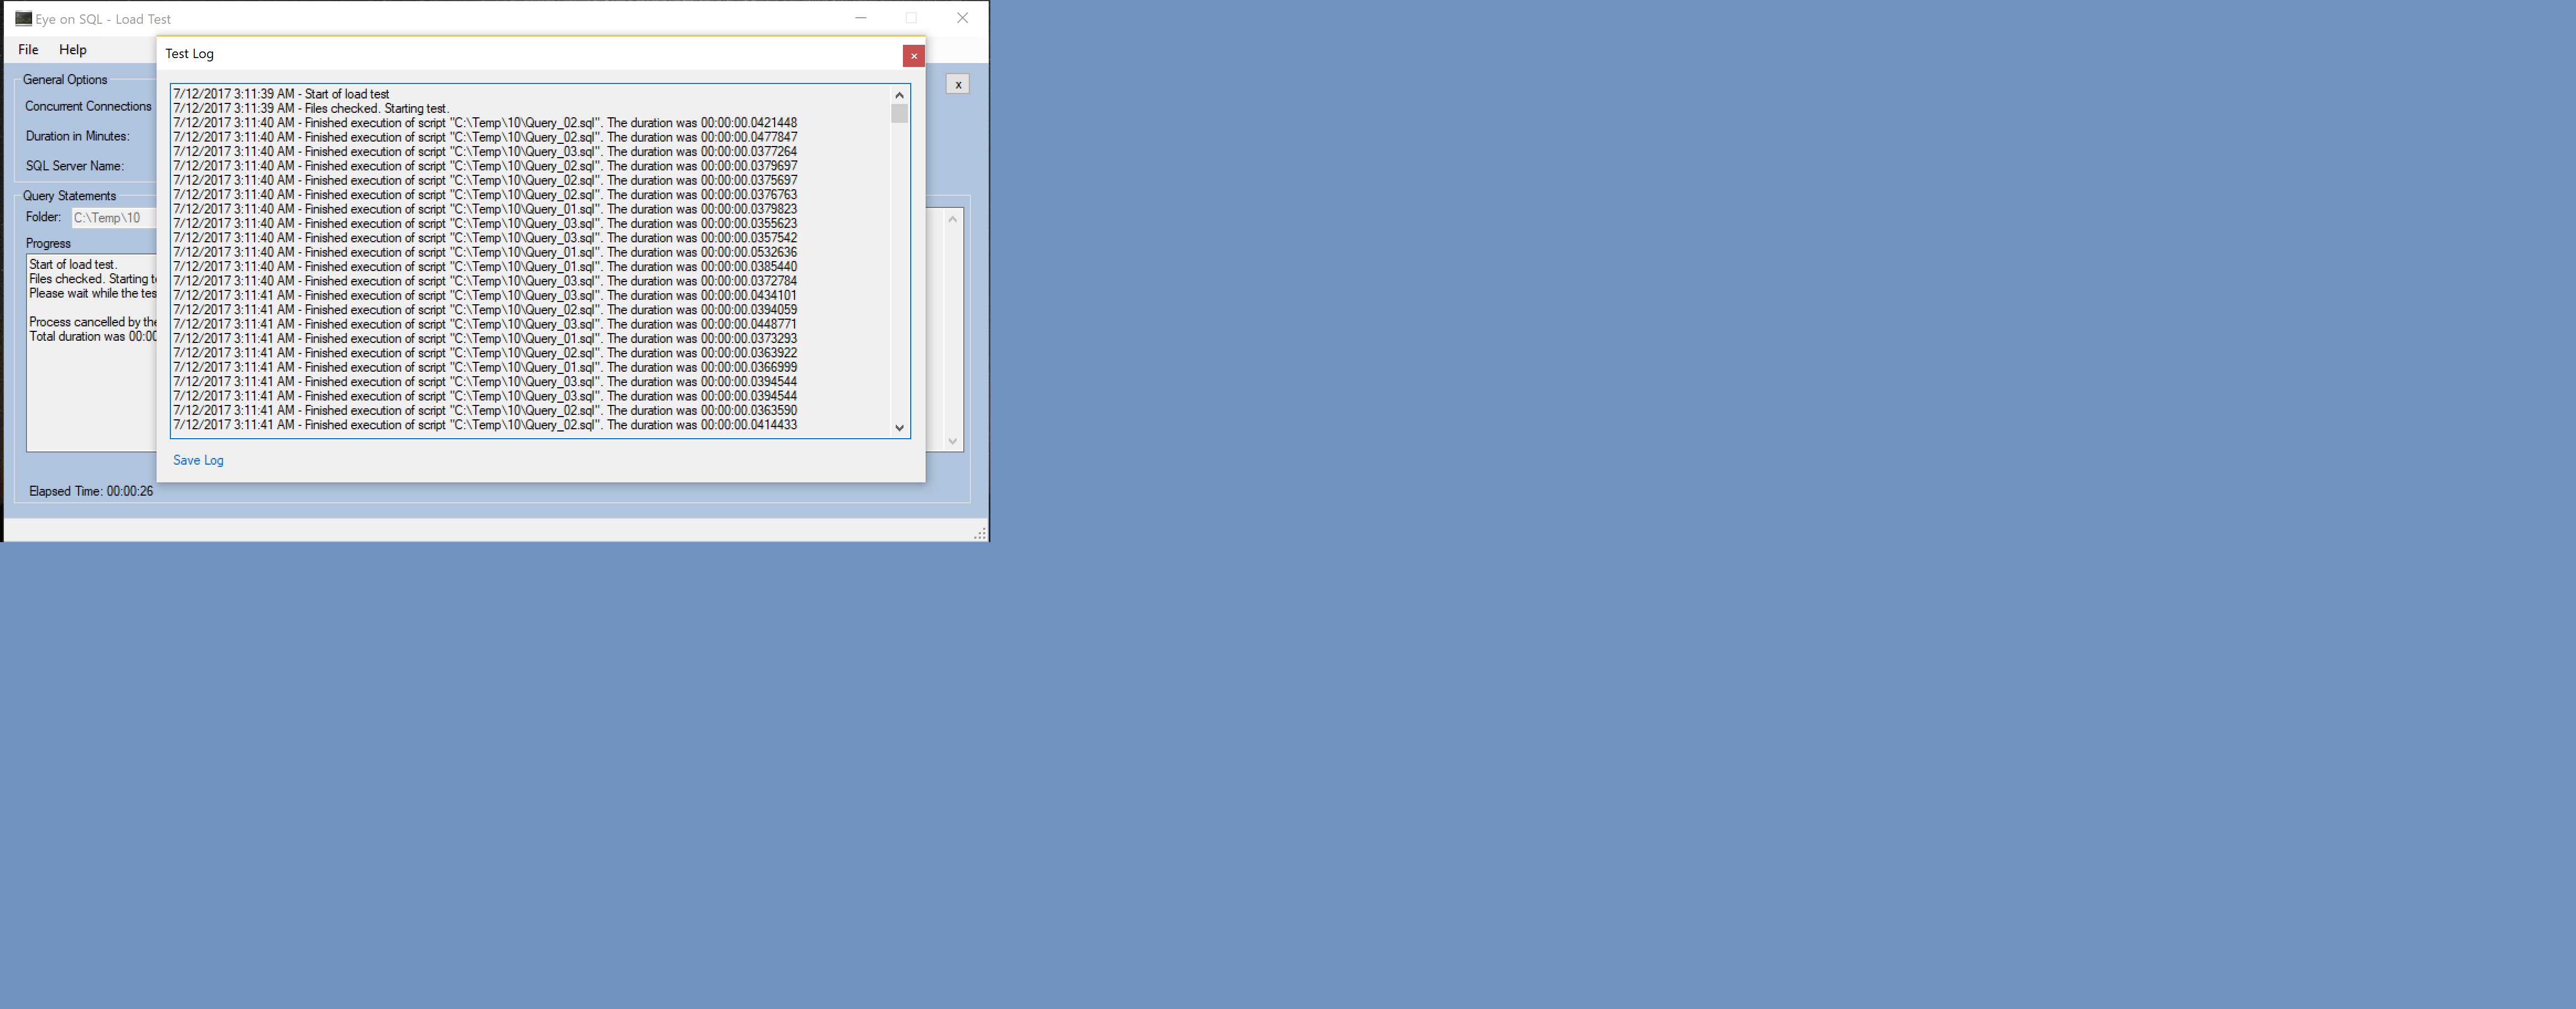 Eye on SQL - Load Test
File Help
General Options
Concurrent Connections
Duration in Minutes:
SQL Server Name:
x
Query Statements
Folder: C:\Temp\10
Progress
Start of load test.
Files checked. Starting
Please wait while the
Process cancelled by
Total duration was
Elapsed Time: 00:00:26
Test Log
x
7/12/2017 3:11:39 AM - Start of load test
7/12/2017 3:11:39 AM - Files checked. Starting test.
7/12/2017 3:11:40 AM - Finished execution of script "C:\Temp\10\Query_02.sql". The duration was 00:00:00.0421448
7/12/2017 3:11:40 AM - Finished execution of script "C:\Temp\10\Query_02.sql". The duration was 00:00:00.0477847
7/12/2017 3:11:40 AM - Finished execution of script "C:\Temp\10\Query_03.sql". The duration was 00:00:00.0377264
7/12/2017 3:11:40 AM - Finished execution of script "C:\Temp\10\Query_02.sql". The duration was 00:00:00.0379697
7/12/2017 3:11:40 AM - Finished execution of script "C:\Temp\10\Query_02.sql". The duration was 00:00:00.0375697
7/12/2017 3:11:40 AM - Finished execution of script "C:\Temp\10\Query_02.sql". The duration was 00:00:00.0376763
7/12/2017 3:11:40 AM - Finished execution of script "C:\Temp\10\Query_01.sql". The duration was 00:00:00.0379823
7/12/2017 3:11:40 AM - Finished execution of script "C:\Temp\10\Query_03.sql". The duration was 00:00:00.0355623
7/12/2017 3:11:40 AM - Finished execution of script "C:\Temp\10\Query_03.sql". The duration was 00:00:00.0357542
7/12/2017 3:11:40 AM - Finished execution of script "C:\Temp\10\Query_01.sql". The duration was 00:00:00.0532636
7/12/2017 3:11:40 AM - Finished execution of script "C:\Temp\10\Query_01.sql". The duration was 00:00:00.0385440
7/12/2017 3:11:40 AM - Finished execution of script "C:\Temp\10\Query_03.sql". The duration was 00:00:00.0372784
7/12/2017 3:11:41 AM - Finished execution of script "C:\Temp\10\Query_03.sql". The duration was 00:00:00.0434101
7/12/2017 3:11:41 AM - Finished execution of script "C:\Temp\10\Query_02.sql". The duration was 00:00:00.0394059
7/12/2017 3:11:41 AM - Finished execution of script "C:\Temp\10\Query_03.sql". The duration was 00:00:00.0448771
7/12/2017 3:11:41 AM - Finished execution of script "C:\Temp\10\Query_01.sql". The duration was 00:00:00.0373293
7/12/2017 3:11:41 AM - Finished execution of script "C:\Temp\10\Query_02.sql". The duration was 00:00:00.0363922
7/12/2017 3:11:41 AM - Finished execution of script "C:\Temp\10\Query_01.sql". The duration was 00:00:00.0366999
7/12/2017 3:11:41 AM - Finished execution of script "C:\Temp\10\Query_03.sql". The duration was 00:00:00.0394544
7/12/2017 3:11:41 AM - Finished execution of script "C:\Temp\10\Query_03.sql". The duration was 00:00:00.0394544
7/12/2017 3:11:41 AM - Finished execution of script "C:\Temp\10\Query_02.sql". The duration was 00:00:00.0363590
7/12/2017 3:11:41 AM - Finished execution of script "C:\Temp\10\Query_02.sql". The duration was 00:00:00.0414433
Save Log